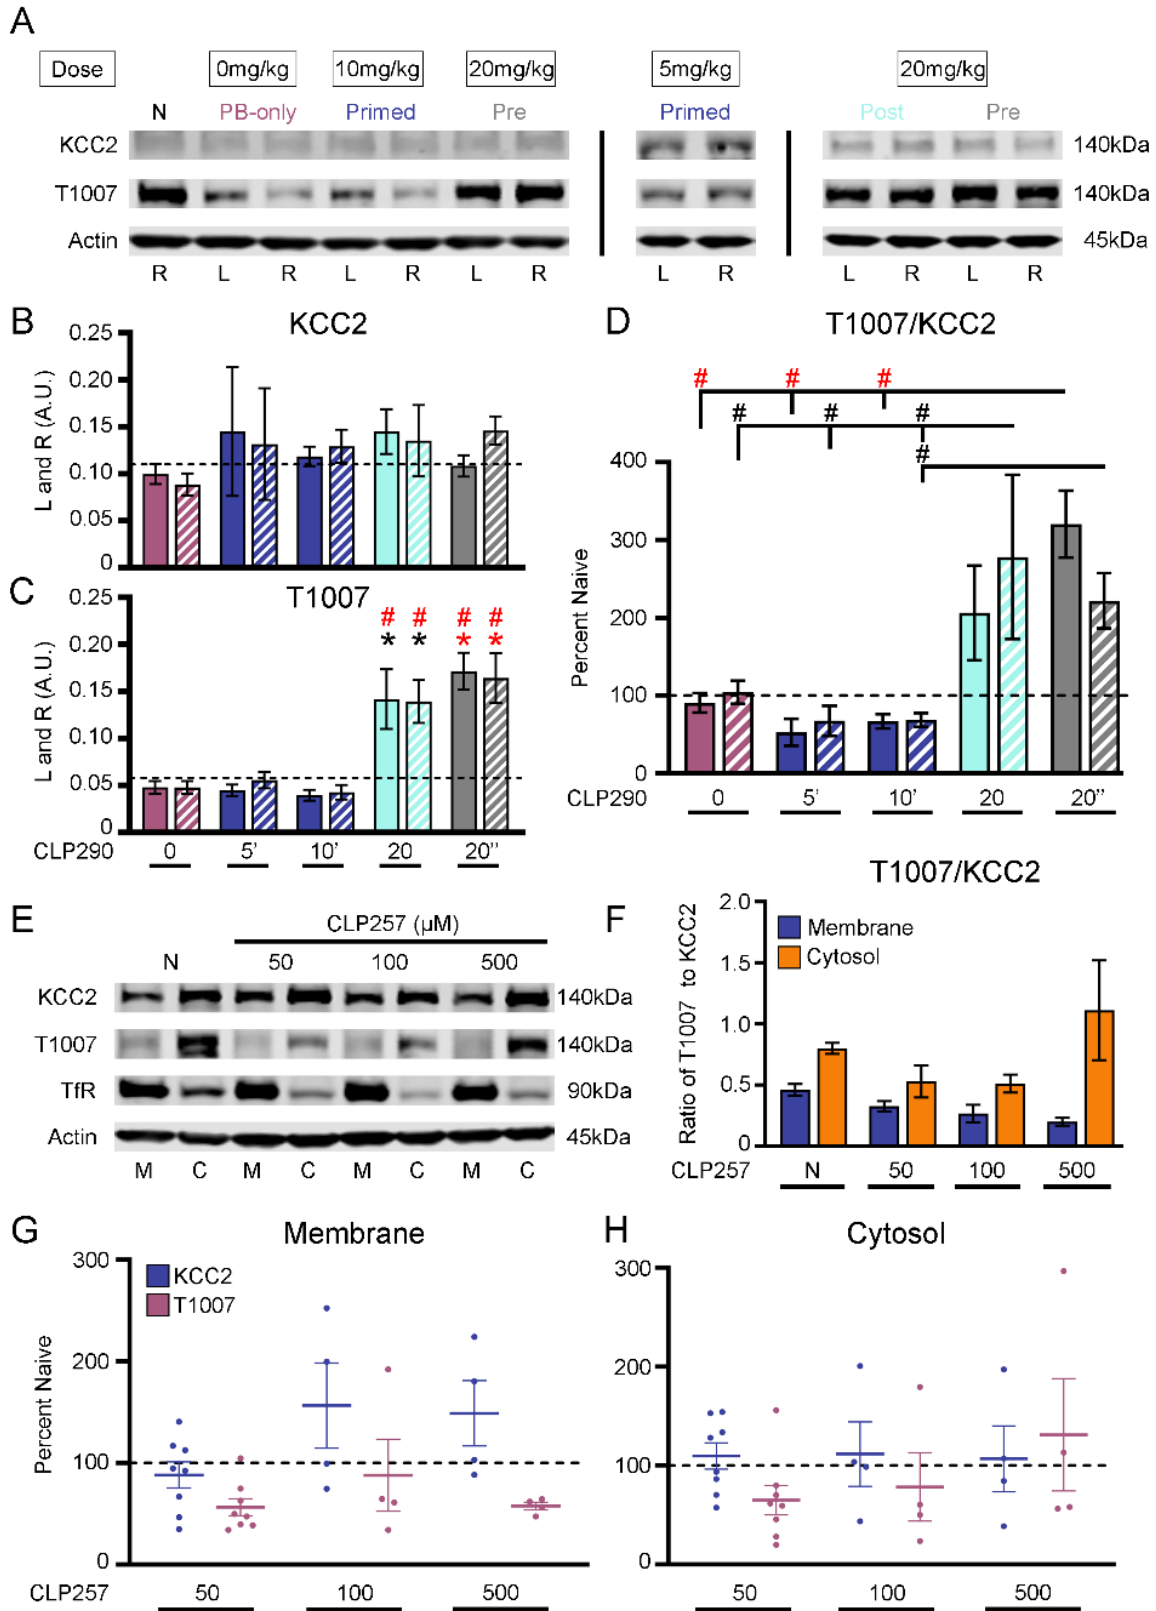 A
Dose 0mg/kg 10mg/kg 20mg/kg 5mg/kg 20mg/kg
N PB-only Primed Pre Primed Post Pre
KCC2 140kDa
T1007 140kDa
Actin 45kDa
R L R L R L R L R L R L R
B KCC2
L and R (A.U.)
0.25
0.20
0.15
0.10
0.05
0
C T1007
L and R (A.U.)
0.25
0.20
0.15
0.10
0.05
0
# # # #
* * * *
CLP290 0 5' 10' 20 20"
D T1007/KCC2
# # #
# # #
#
Percent Naive
400
300
200
100
0
CLP290 0 5' 10' 20 20"
E CLP257 (µM)
N 50 100 500
KCC2 140kDa
T1007 140kDa
TfR 90kDa
Actin 45kDa
M C M C M C M C
F T1007/KCC2
Ratio of T1007 to KCC2
2.0
1.5
1.0
0.5
0
Membrane
Cytosol
CLP257 N 50 100 500
G Membrane
Percent Naive
300
200
100
0
KCC2
T1007
CLP257 50 100 500
H Cytosol
300
200
100
0
50 100 500